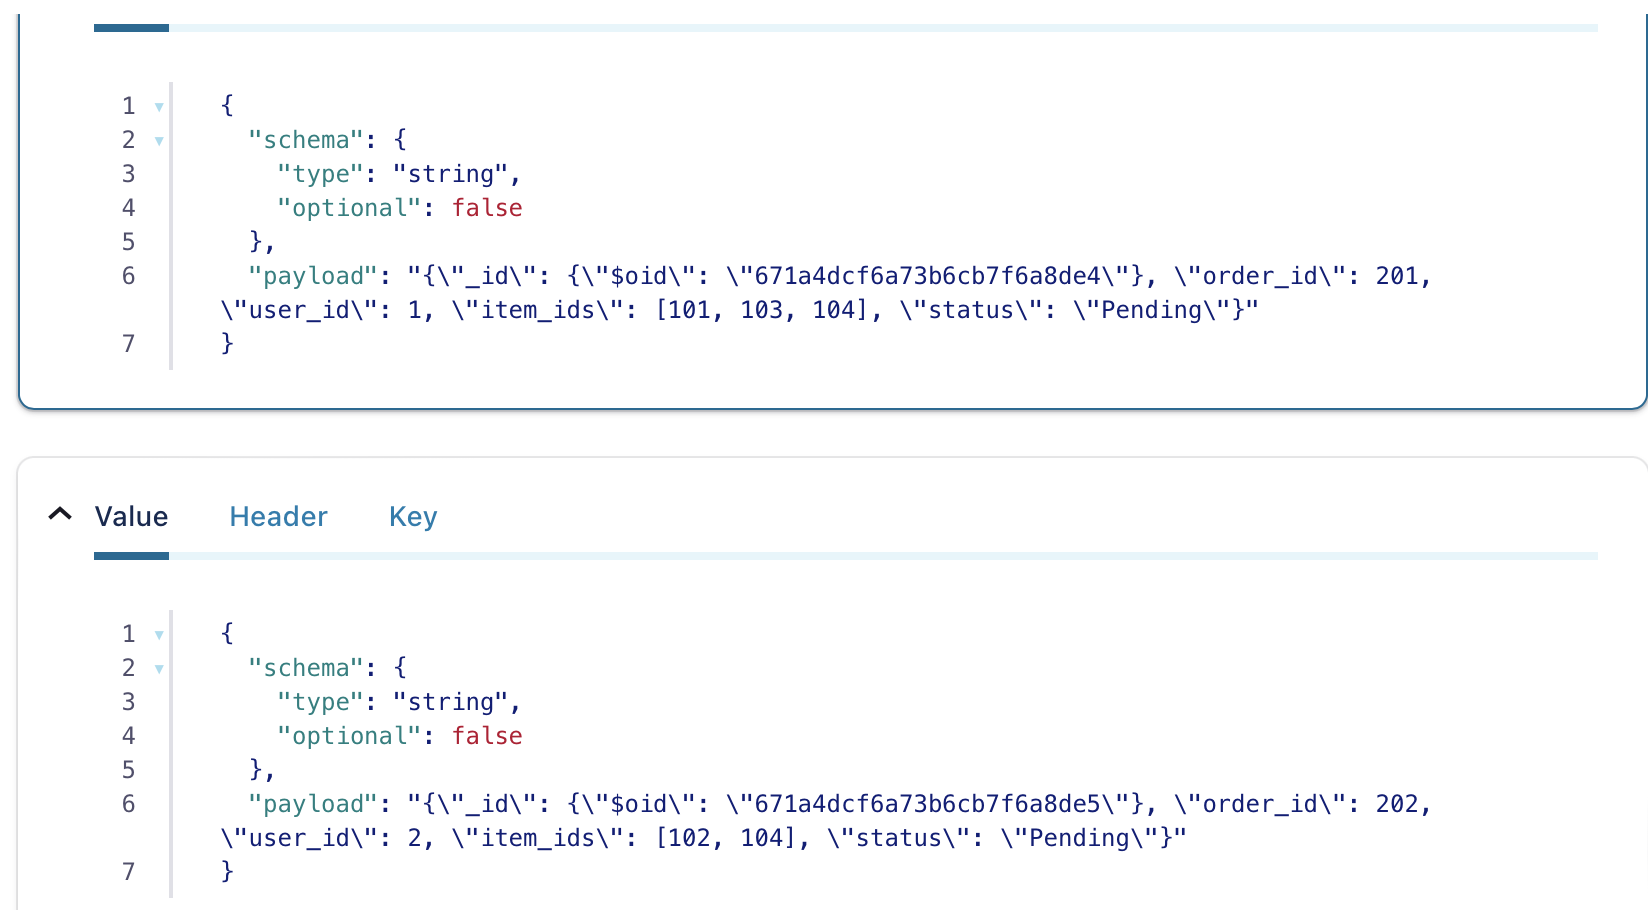 1 {
2 "schema": {
3 "type": "string",
4 "optional": false
5 },
6 "payload": "{\"_id\": {\"$oid\": \"671a4dcf6a73b6cb7f6a8de4\"}, \"order_id\": 201,
\"user_id\": 1, \"item_ids\": [101, 103, 104], \"status\": \"Pending\"}"
7 }
Value Header Key
1 {
2 "schema": {
3 "type": "string",
4 "optional": false
5 },
6 "payload": "{\"_id\": {\"$oid\": \"671a4dcf6a73b6cb7f6a8de5\"}, \"order_id\": 202,
\"user_id\": 2, \"item_ids\": [102, 104], \"status\": \"Pending\"}"
7 }